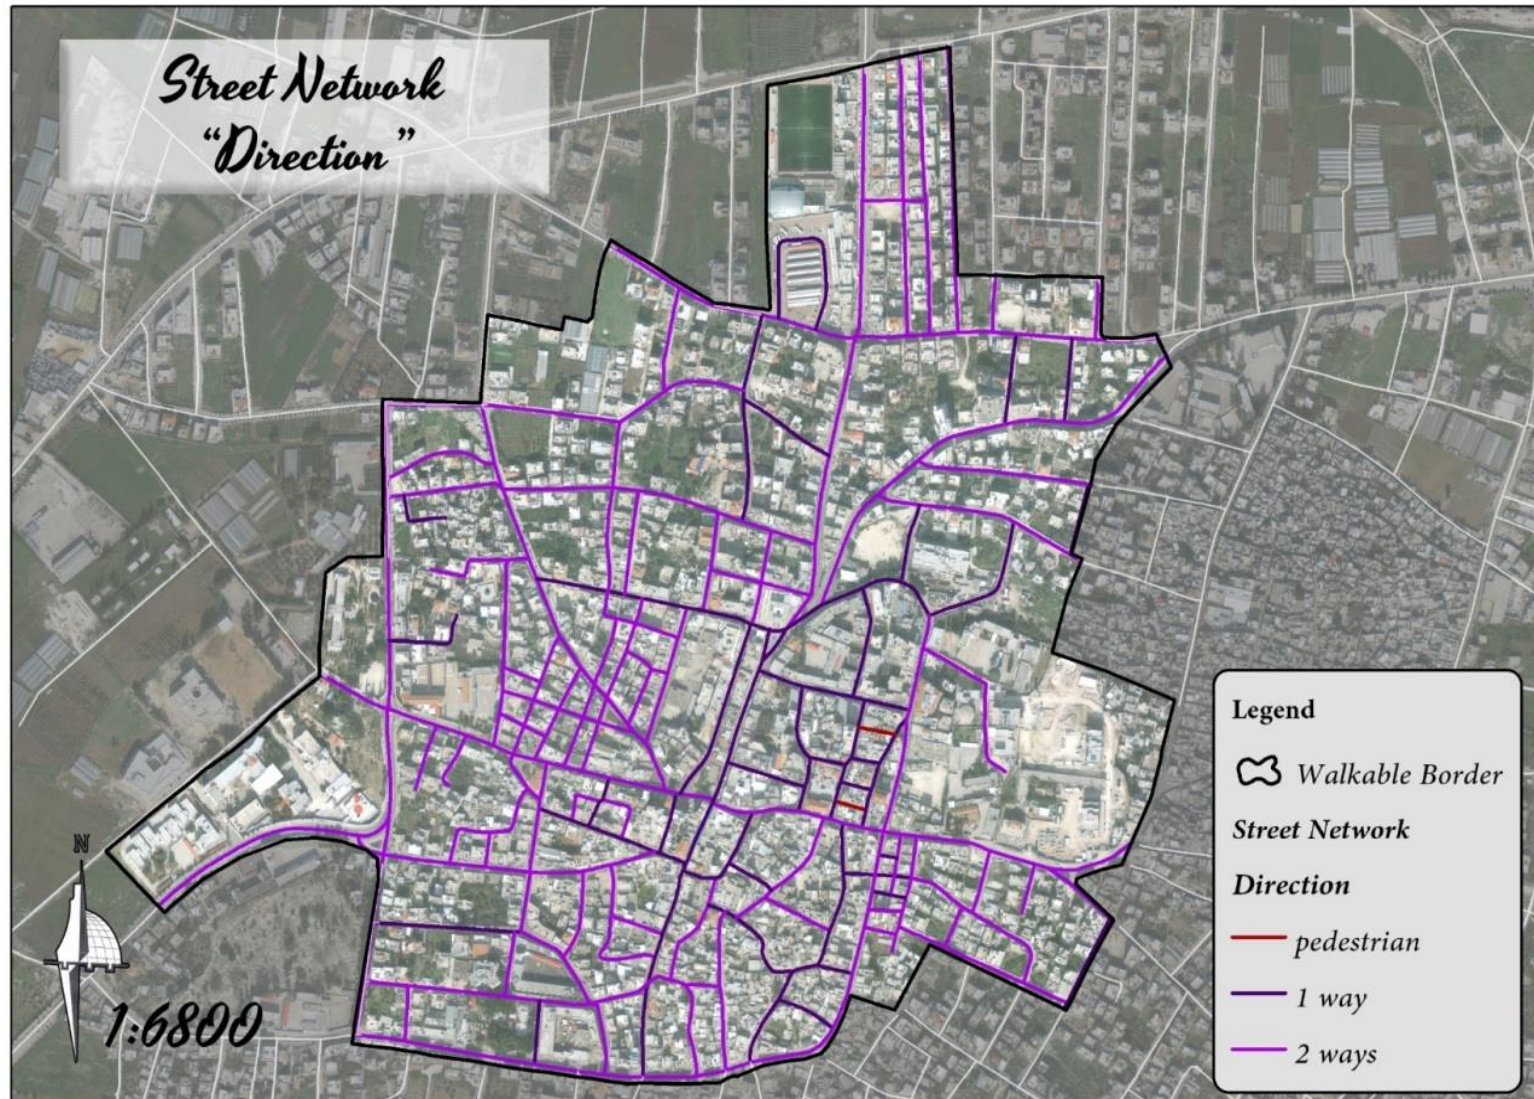 Street Network
“Direction”
Legend
Walkable Border
Street Network
Direction
pedestrian
1 way
2 ways
N
1:6800